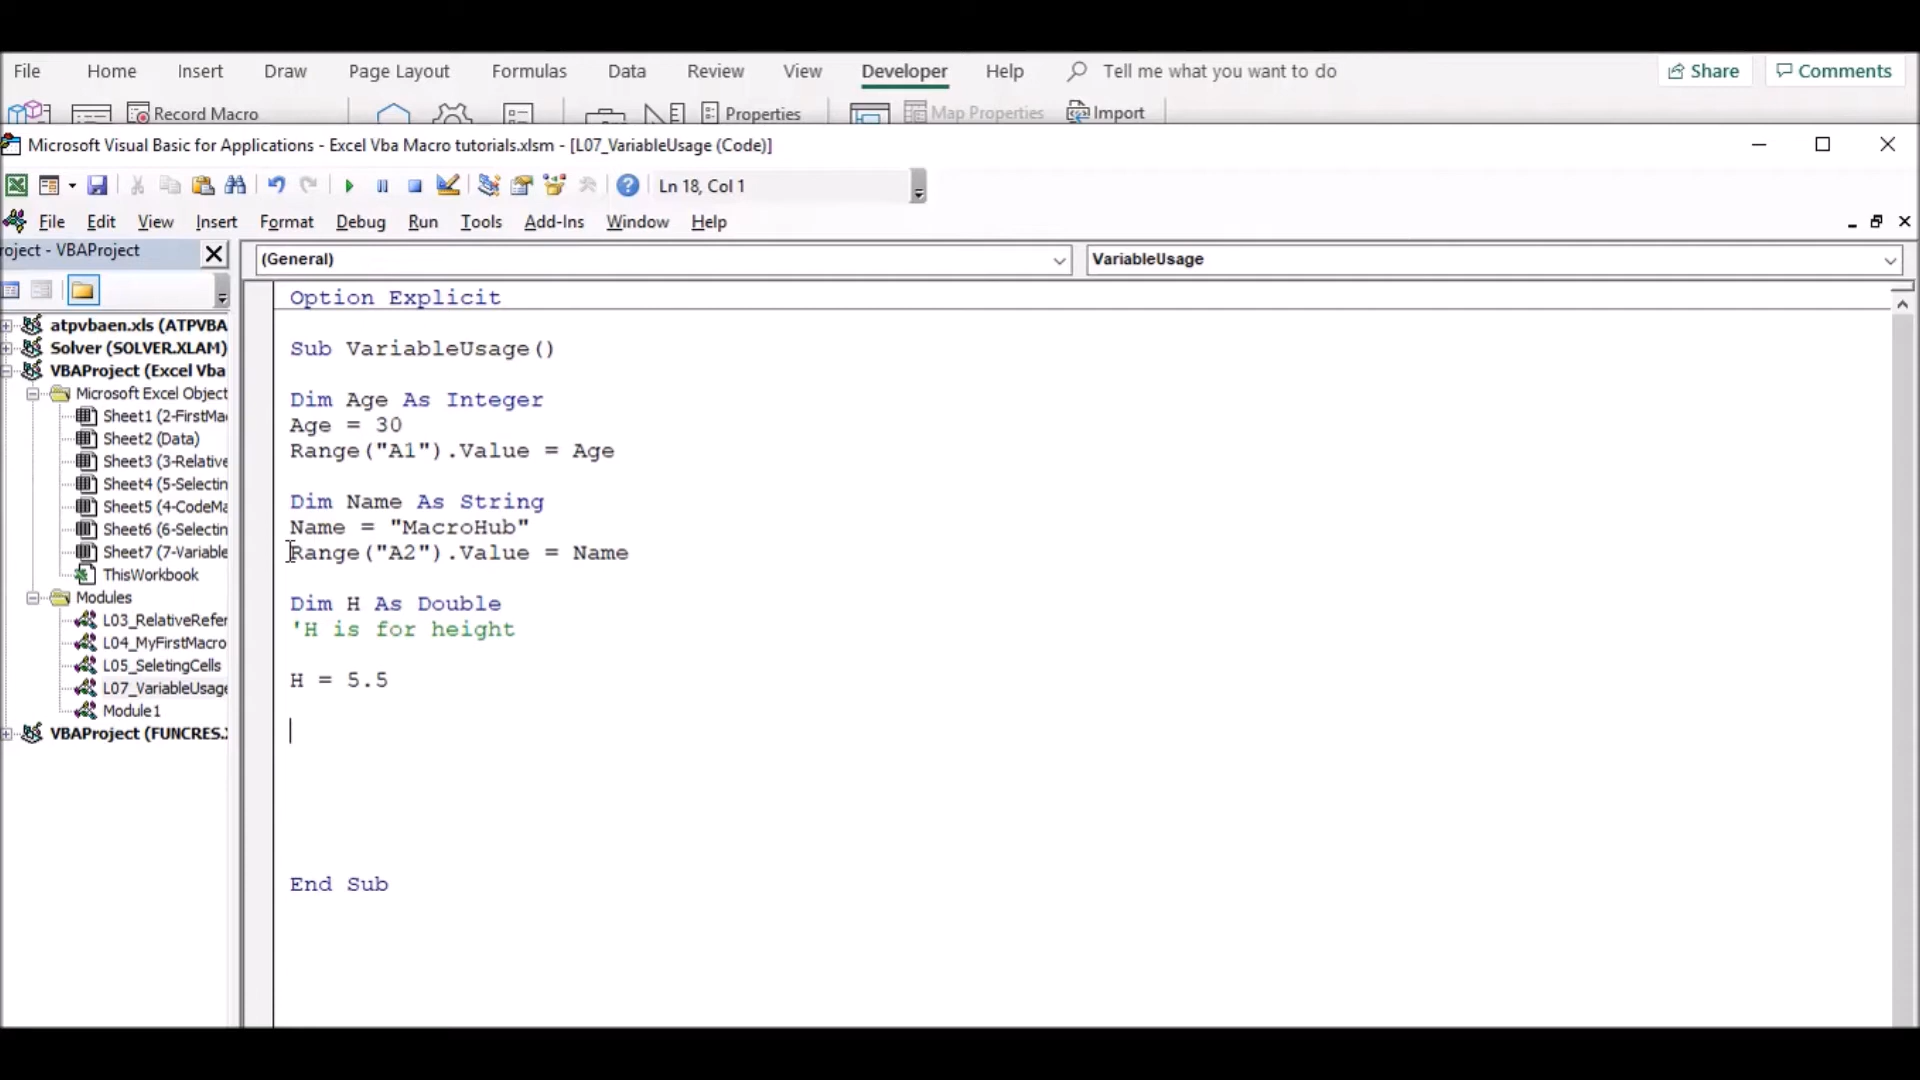 File Home Insert Draw Page Layout Formulas Data Review View Developer Help Tell me what you want to do Share Comments
Record Macro Properties Map Properties Import
Microsoft Visual Basic for Applications - Excel Vba Macro tutorials.xlsm - [L07_VariableUsage (Code)]
Ln 18, Col 1
File Edit View Insert Format Debug Run Tools Add-Ins Window Help
roject - VBAProject
(General) VariableUsage
atpvbaen.xls (ATPVBA
Solver (SOLVER.XLAM)
VBAProject (Excel Vba
Microsoft Excel Object
Sheet1 (2-FirstMa
Sheet2 (Data)
Sheet3 (3-Relative
Sheet4 (5-Selectin
Sheet5 (4-CodeMa
Sheet6 (6-Selectin
Sheet7 (7-Variable
ThisWorkbook
Modules
L03_RelativeRefer
L04_MyFirstMacro
L05_SeletingCells
L07_VariableUsage
Module1
VBAProject (FUNCRES.
Option Explicit
Sub VariableUsage()
Dim Age As Integer
Age = 30
Range("A1").Value = Age
Dim Name As String
Name = "MacroHub"
Range("A2").Value = Name
Dim H As Double
'H is for height
H = 5.5
End Sub